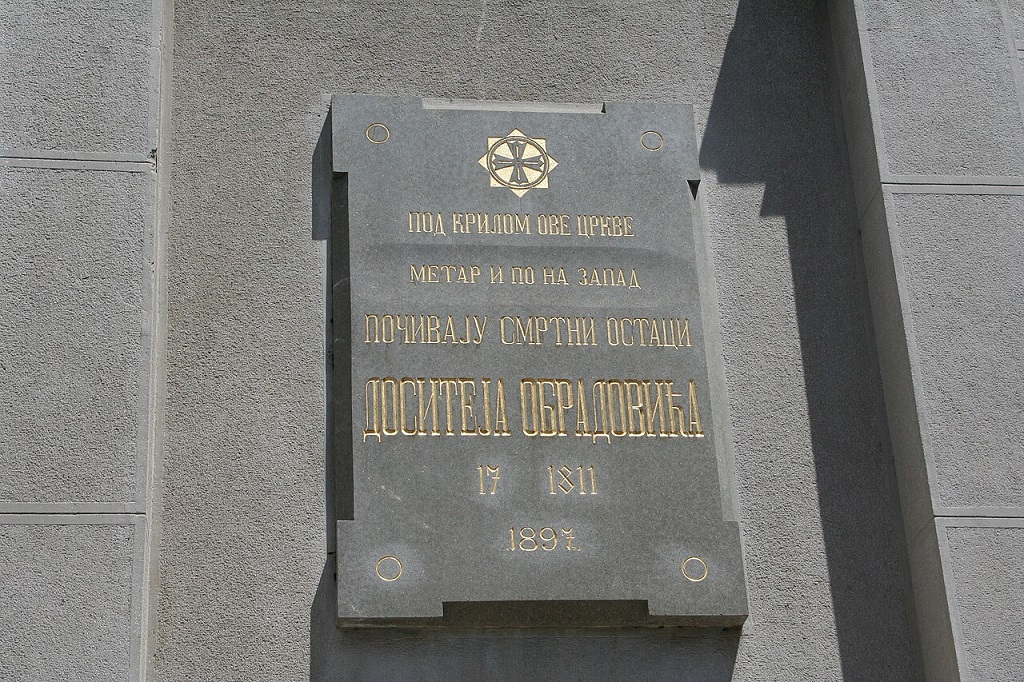 ПОД КРИЛОМ ОВЕ ЦРКВЕ
МЕТАР И ПО НА ЗАПАД
ПОЧИВАЈУ СМРТНИ ОСТАЦИ
ДОСИТЕЈА ОБРАДОВИЋА
17 1811
1897.